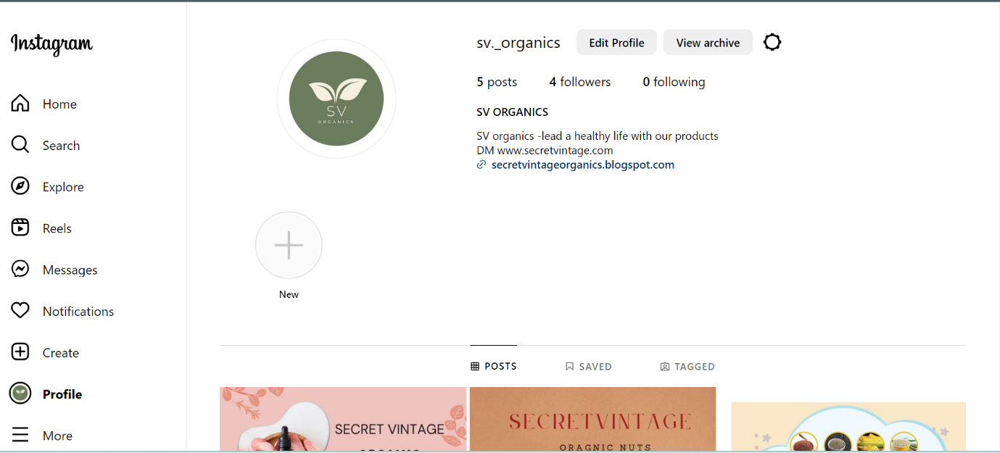 Instagram
Home
Search
Explore
Reels
Messages
Notifications
Create
Profile
More
SV
ORGANICS
sv._organics Edit Profile View archive
5 posts 4 followers 0 following
SV ORGANICS
SV organics -lead a healthy life with our products
DM www.secretvintage.com
secretvintageorganics.blogspot.com
New
POSTS SAVED TAGGED
SECRET VINTAGE
SECRETVINTAGE
ORAGNIC NUTS